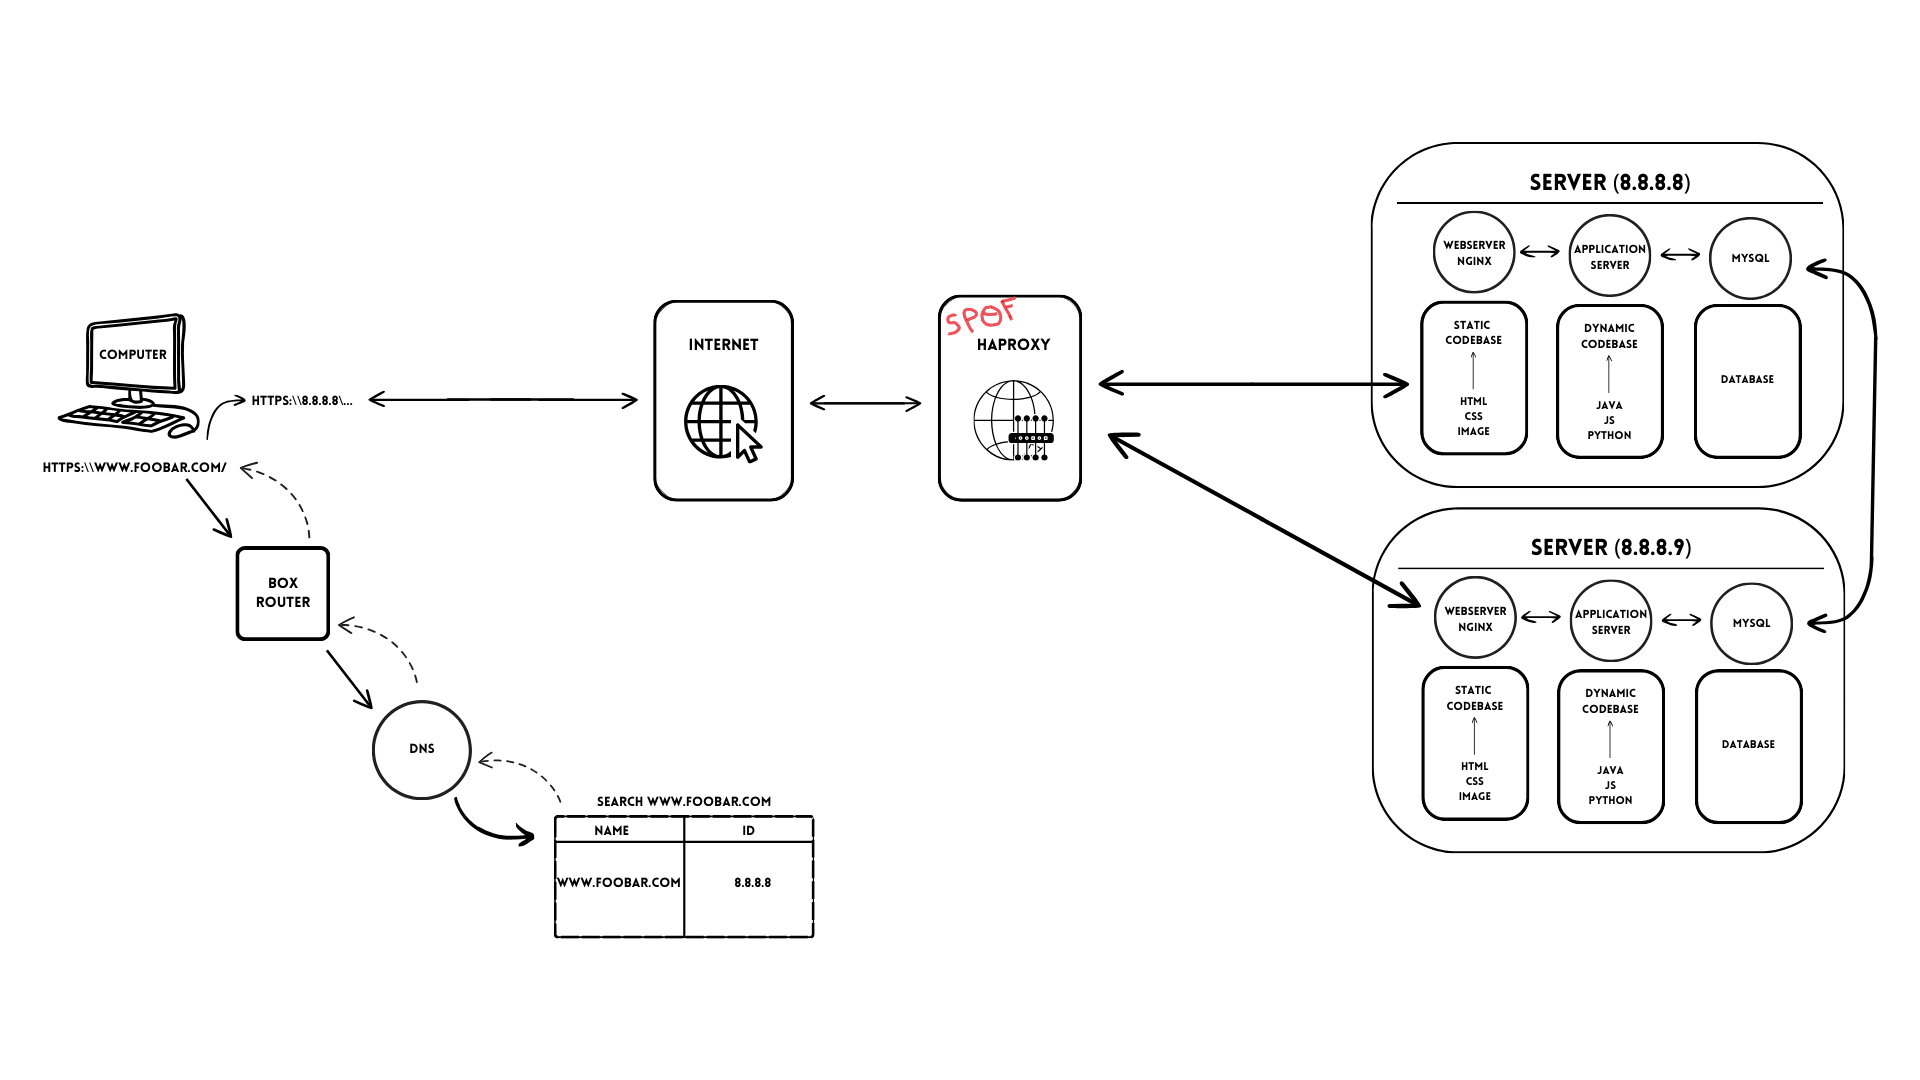 COMPUTER
HTTPS:\\8.8.8.8\...
HTTPS:\\WWW.FOOBAR.COM/
BOX
ROUTER
DNS
SEARCH WWW.FOOBAR.COM
NAME ID
WWW.FOOBAR.COM 8.8.8.8
INTERNET
SPOF
HAPROXY
SERVER (8.8.8.8)
WEBSERVER
NGINX
APPLICATION
SERVER
MYSQL
STATIC
CODEBASE
HTML
CSS
IMAGE
DYNAMIC
CODEBASE
JAVA
JS
PYTHON
DATABASE
SERVER (8.8.8.9)
WEBSERVER
NGINX
APPLICATION
SERVER
MYSQL
STATIC
CODEBASE
HTML
CSS
IMAGE
DYNAMIC
CODEBASE
JAVA
JS
PYTHON
DATABASE